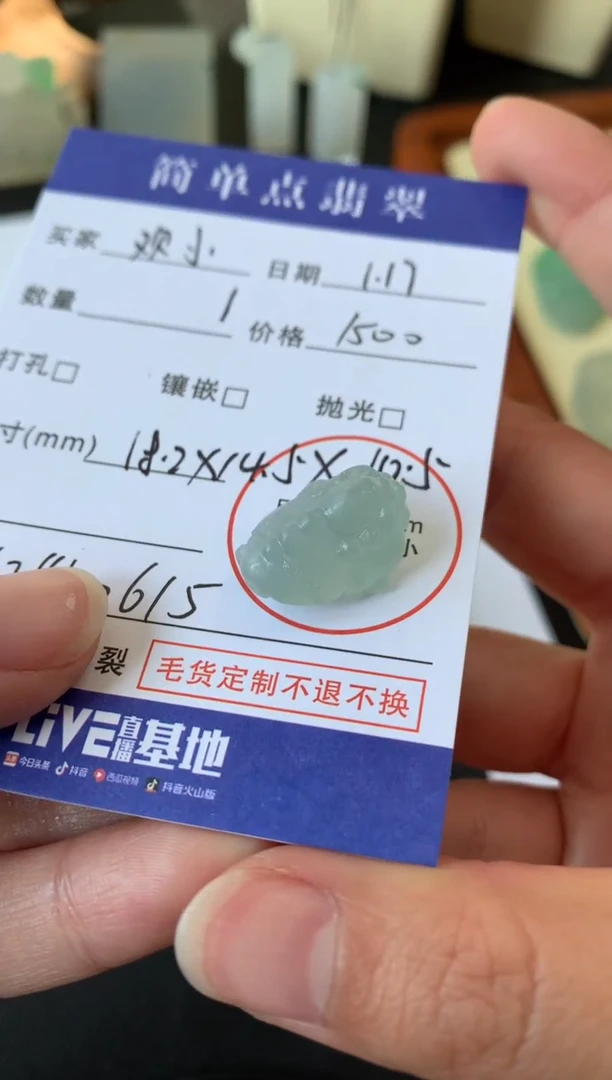 简单点翡翠
买家 观小 日期 1.17
数量 1 价格 1500
打孔□ 镶嵌□ 抛光□
寸(mm) 18.2X14.5X10.5
m
小
615
裂 毛货定制不退不换
LIVE直播基地
今日头条 抖音 西瓜视频 抖音火山版